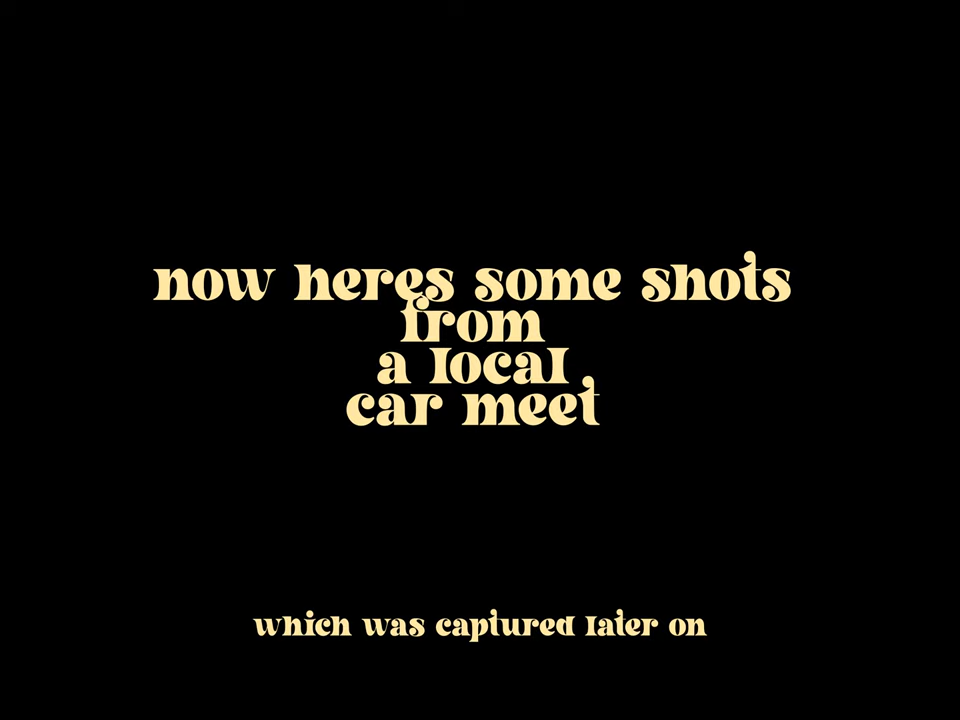 now heres some shots
from
a local
car meet
which was captured later on